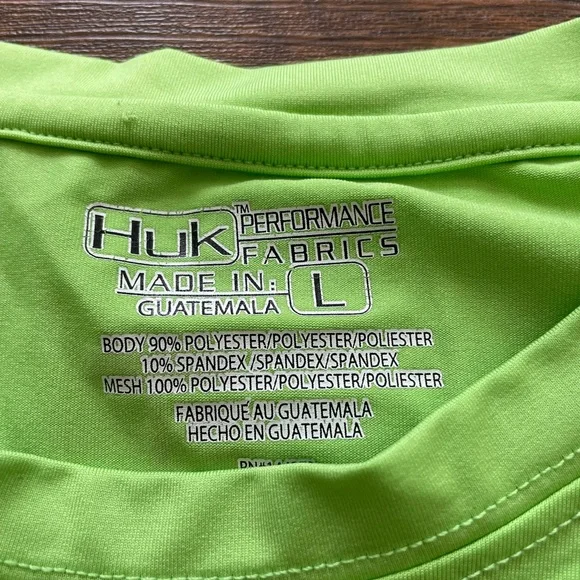 Huk™ PERFORMANCE
FABRICS
MADE IN: L
GUATEMALA
BODY 90% POLYESTER/POLYESTER/POLIESTER
10% SPANDEX /SPANDEX/SPANDEX
MESH 100% POLYESTER/POLYESTER/POLIESTER
FABRIQUE AU GUATEMALA
HECHO EN GUATEMALA